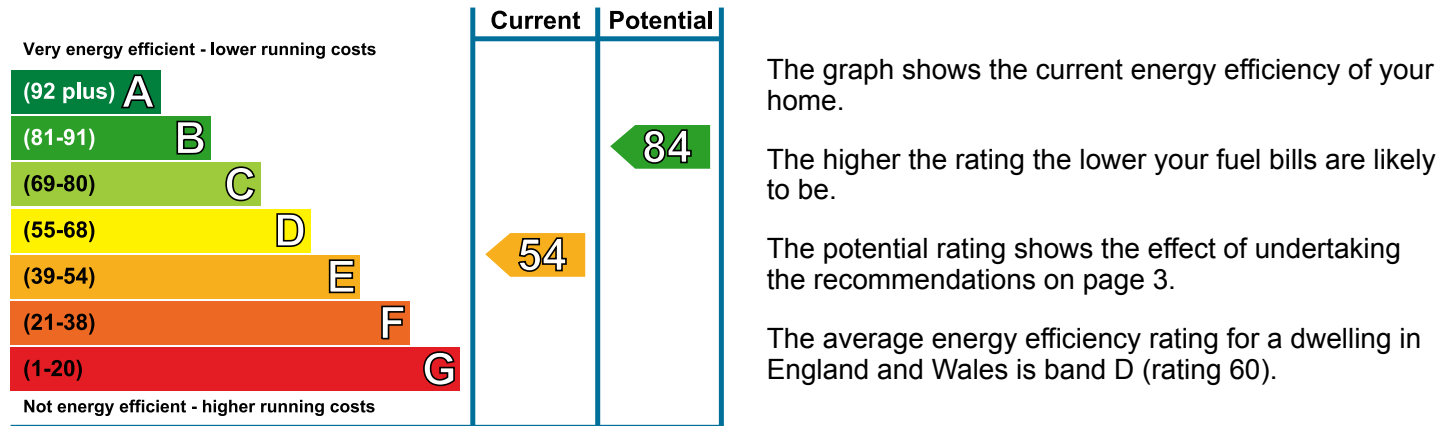 Current Potential
Very energy efficient - lower running costs
(92 plus) A
(81-91) B
84
(69-80) C
(55-68) D
54
(39-54) E
(21-38) F
(1-20) G
Not energy efficient - higher running costs
The graph shows the current energy efficiency of your
home.
The higher the rating the lower your fuel bills are likely
to be.
The potential rating shows the effect of undertaking
the recommendations on page 3.
The average energy efficiency rating for a dwelling in
England and Wales is band D (rating 60).